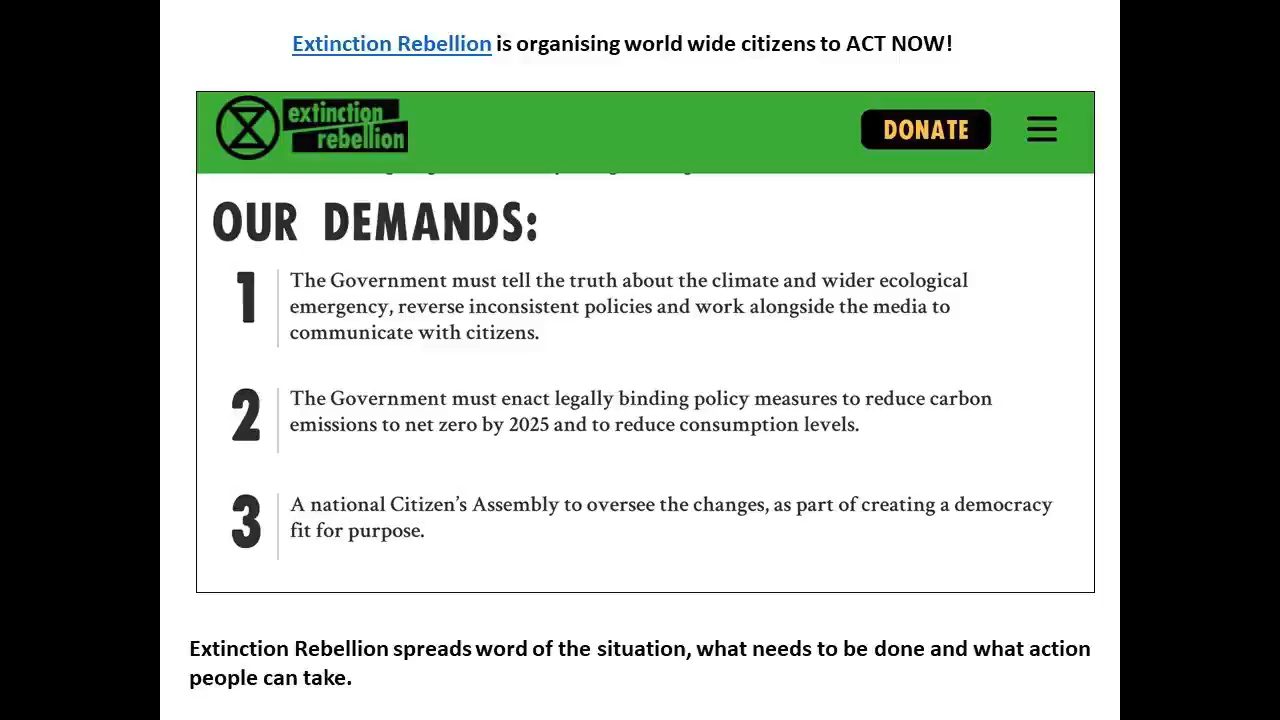 Extinction Rebellion is organising world wide citizens to ACT NOW!
extinction
rebellion
DONATE
OUR DEMANDS:
1
The Government must tell the truth about the climate and wider ecological
emergency, reverse inconsistent policies and work alongside the media to
communicate with citizens.
2
The Government must enact legally binding policy measures to reduce carbon
emissions to net zero by 2025 and to reduce consumption levels.
3
A national Citizen's Assembly to oversee the changes, as part of creating a democracy
fit for purpose.
Extinction Rebellion spreads word of the situation, what needs to be done and what action
people can take.